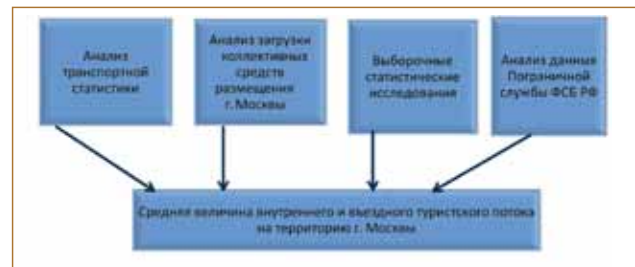 Анализ
транспортной
статистики
Анализ загрузки
коллективных
средств
размещения
г. Москвы
Выборочные
статистические
исследования
Анализ данных
Пограничной
службы ФСБ РФ
Средняя величина внутреннего и въездного туристского потока
на территорию г. Москвы